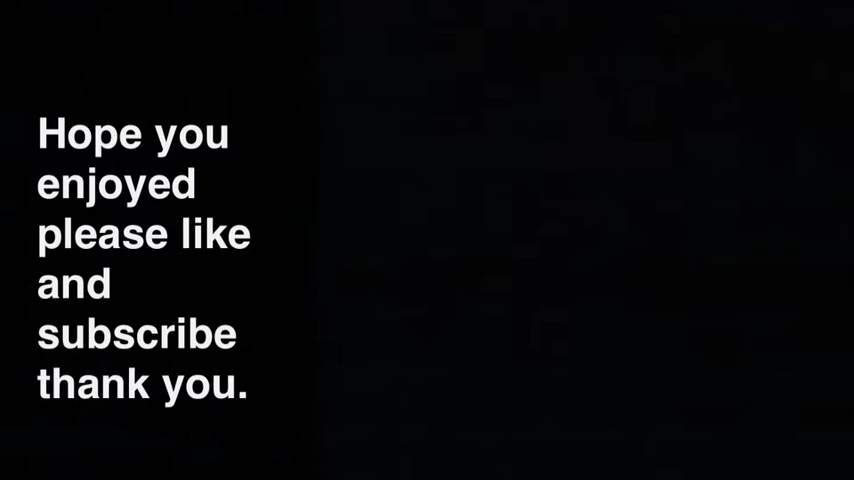 Hope you
enjoyed
please like
and
subscribe
thank you.